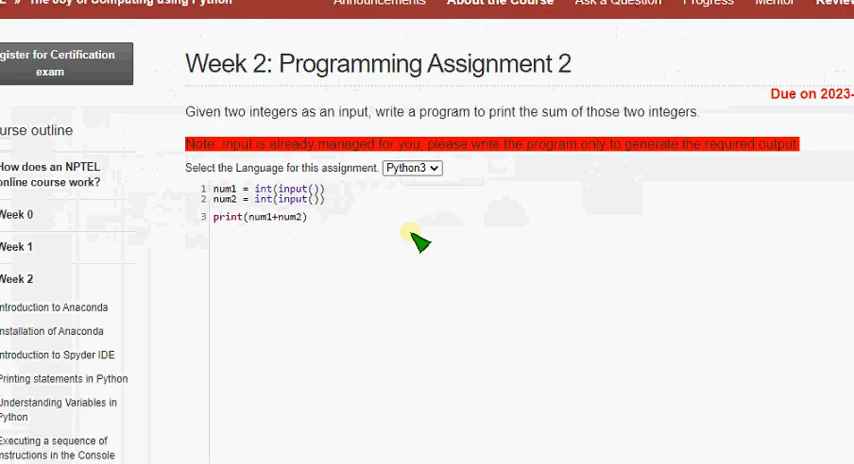 The Joy of Computing using Python
Announcements About the Course Ask a Question Progress Mentor
gister for Certification
exam
Week 2: Programming Assignment 2
Due on 2023-
Given two integers as an input, write a program to print the sum of those two integers.
urse outline
Note: input is already managed for you, please write the program only to generate the required output.
How does an NPTEL
online course work?
Select the Language for this assignment. Python3
1 num1 = int(input())
2 num2 = int(input())
3 print(num1+num2)
Week 0
Week 1
Week 2
ntroduction to Anaconda
nstallation of Anaconda
ntroduction to Spyder IDE
Printing statements in Python
Understanding Variables in
Python
Executing a sequence of
nstructions in the Console